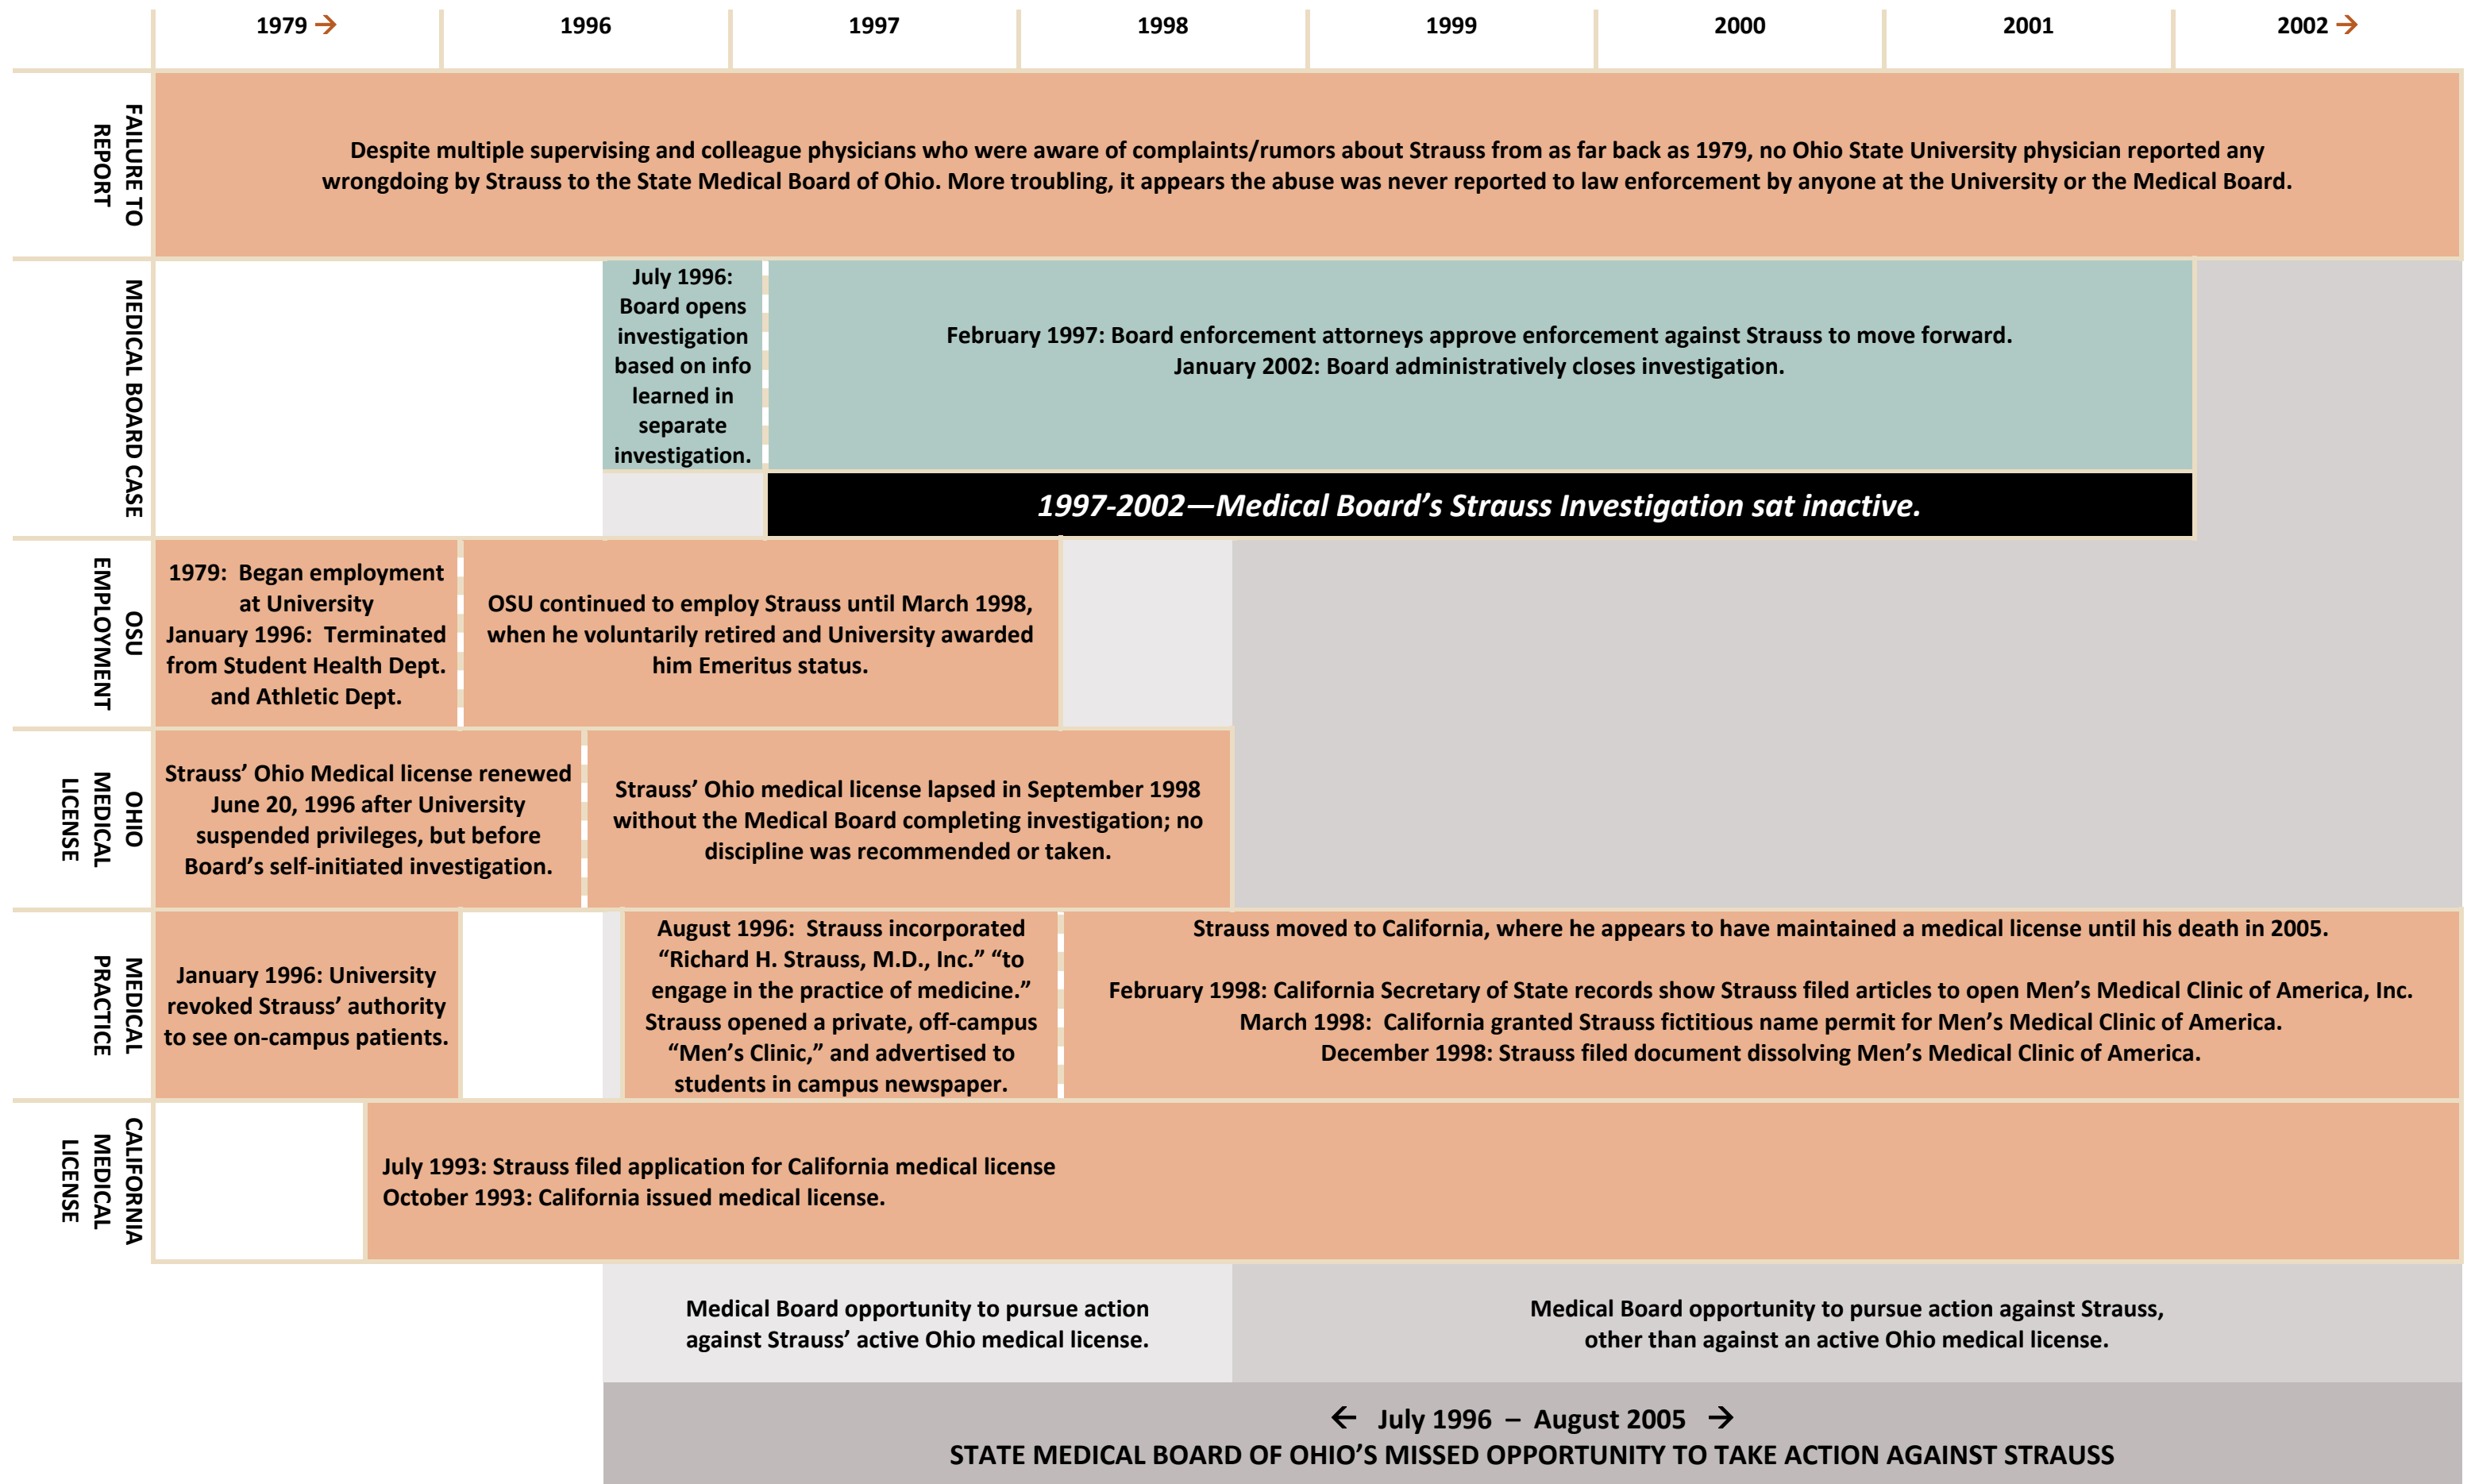 1979 →
1996
1997
1998
1999
2000
2001
2002 →
FAILURE TO
REPORT
Despite multiple supervising and colleague physicians who were aware of complaints/rumors about Strauss from as far back as 1979, no Ohio State University physician reported any
wrongdoing by Strauss to the State Medical Board of Ohio. More troubling, it appears the abuse was never reported to law enforcement by anyone at the University or the Medical Board.
MEDICAL BOARD CASE
July 1996:
Board opens
investigation
based on info
learned in
separate
investigation.
February 1997: Board enforcement attorneys approve enforcement against Strauss to move forward.
January 2002: Board administratively closes investigation.
1997-2002—Medical Board’s Strauss Investigation sat inactive.
OSU
EMPLOYMENT
1979:  Began employment
at University
January 1996:  Terminated
from Student Health Dept.
and Athletic Dept.
OSU continued to employ Strauss until March 1998,
when he voluntarily retired and University awarded
him Emeritus status.
OHIO
MEDICAL
LICENSE
Strauss’ Ohio Medical license renewed
June 20, 1996 after University
suspended privileges, but before
Board’s self-initiated investigation.
Strauss’ Ohio medical license lapsed in September 1998
without the Medical Board completing investigation; no
discipline was recommended or taken.
MEDICAL
PRACTICE
January 1996: University
revoked Strauss’ authority
to see on-campus patients.
August 1996:  Strauss incorporated
“Richard H. Strauss, M.D., Inc.” “to
engage in the practice of medicine.”
Strauss opened a private, off-campus
“Men’s Clinic,” and advertised to
students in campus newspaper.
Strauss moved to California, where he appears to have maintained a medical license until his death in 2005.
February 1998: California Secretary of State records show Strauss filed articles to open Men’s Medical Clinic of America, Inc.
March 1998:  California granted Strauss fictitious name permit for Men’s Medical Clinic of America.
December 1998: Strauss filed document dissolving Men’s Medical Clinic of America.
CALIFORNIA
MEDICAL
LICENSE
July 1993: Strauss filed application for California medical license
October 1993: California issued medical license.
Medical Board opportunity to pursue action
against Strauss’ active Ohio medical license.
Medical Board opportunity to pursue action against Strauss,
other than against an active Ohio medical license.
← July 1996 – August 2005 →
STATE MEDICAL BOARD OF OHIO’S MISSED OPPORTUNITY TO TAKE ACTION AGAINST STRAUSS